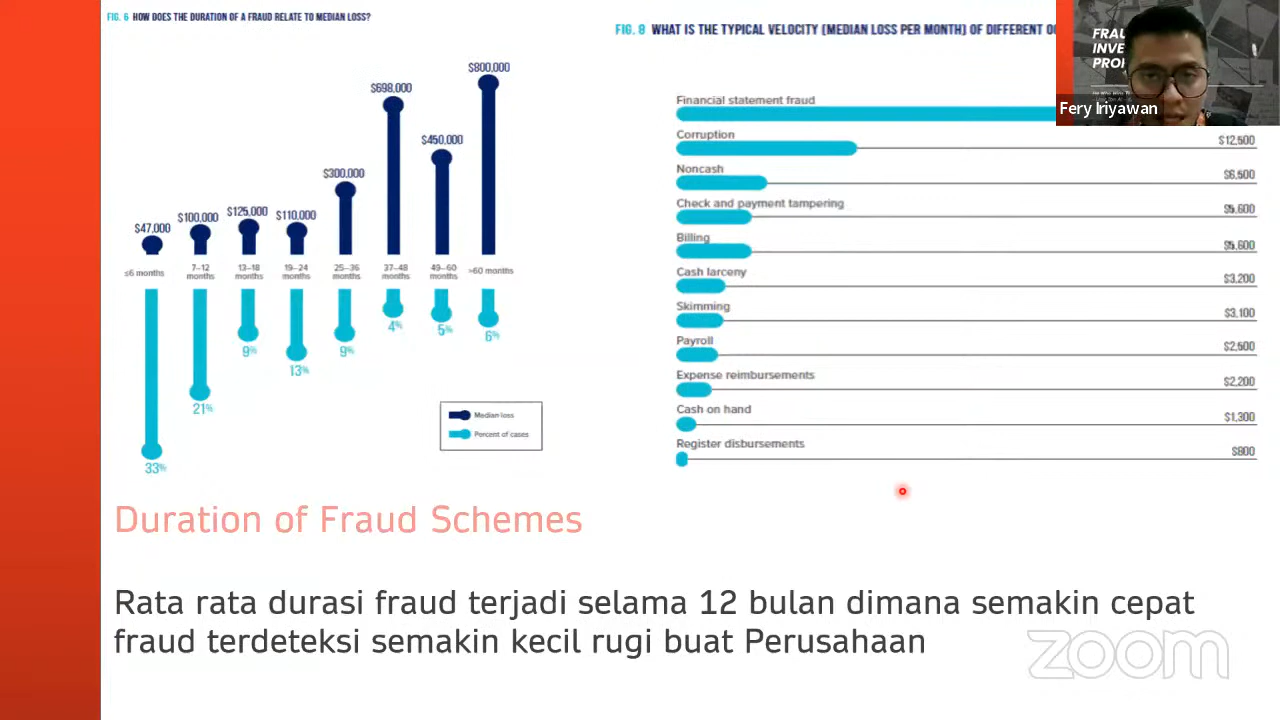 FIG. 6 HOW DOES THE DURATION OF A FRAUD RELATE TO MEDIAN LOSS?
$47,000
$100,000
$125,000
$110,000
$300,000
$698,000
$450,000
$800,000
≤6 months
7–12 months
13–18 months
19–24 months
25–36 months
37–48 months
49–60 months
>60 months
33%
21%
9%
13%
9%
4%
5%
6%
Median loss
Percent of cases
FIG. 8 WHAT IS THE TYPICAL VELOCITY (MEDIAN LOSS PER MONTH) OF DIFFERENT
Financial statement fraud
Corruption
$12,500
Noncash
$6,500
Check and payment tampering
$5,600
Billing
$5,600
Cash larceny
$3,200
Skimming
$3,100
Payroll
$2,500
Expense reimbursements
$2,200
Cash on hand
$1,300
Register disbursements
$800
Fery Iriyawan
Duration of Fraud Schemes
Rata rata durasi fraud terjadi selama 12 bulan dimana semakin cepat
fraud terdeteksi semakin kecil rugi buat Perusahaan
zoom